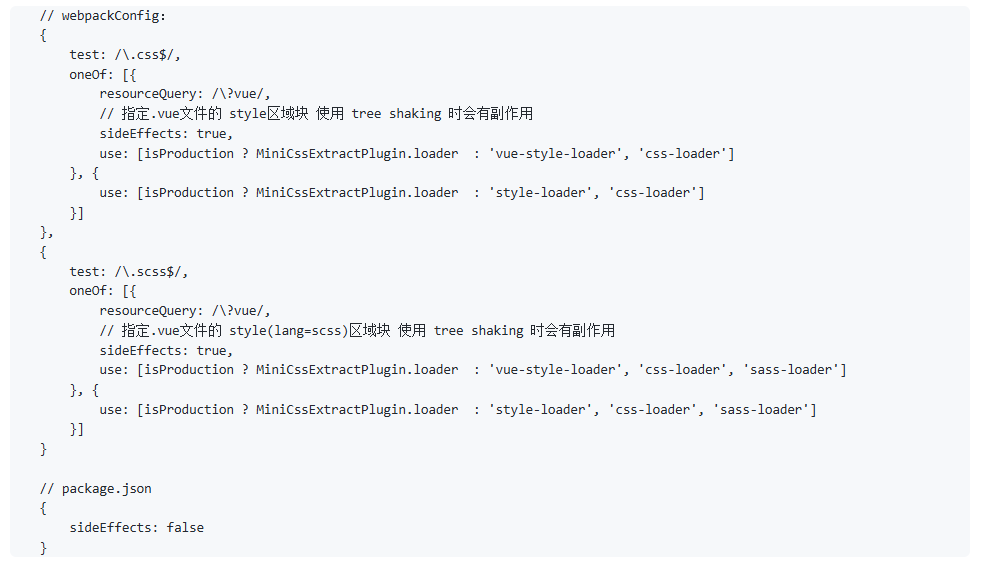 // webpackConfig:
{
    test: /\.css$/,
    oneOf: [{
        resourceQuery: /\?vue/,
        // 指定.vue文件的 style区域块 使用 tree shaking 时会有副作用
        sideEffects: true,
        use: [isProduction ? MiniCssExtractPlugin.loader  : 'vue-style-loader', 'css-loader']
    }, {
        use: [isProduction ? MiniCssExtractPlugin.loader  : 'style-loader', 'css-loader']
    }]
},
{
    test: /\.scss$/,
    oneOf: [{
        resourceQuery: /\?vue/,
        // 指定.vue文件的 style(lang=scss)区域块 使用 tree shaking 时会有副作用
        sideEffects: true,
        use: [isProduction ? MiniCssExtractPlugin.loader  : 'vue-style-loader', 'css-loader', 'sass-loader']
    }, {
        use: [isProduction ? MiniCssExtractPlugin.loader  : 'style-loader', 'css-loader', 'sass-loader']
    }]
}

// package.json
{
    sideEffects: false
}